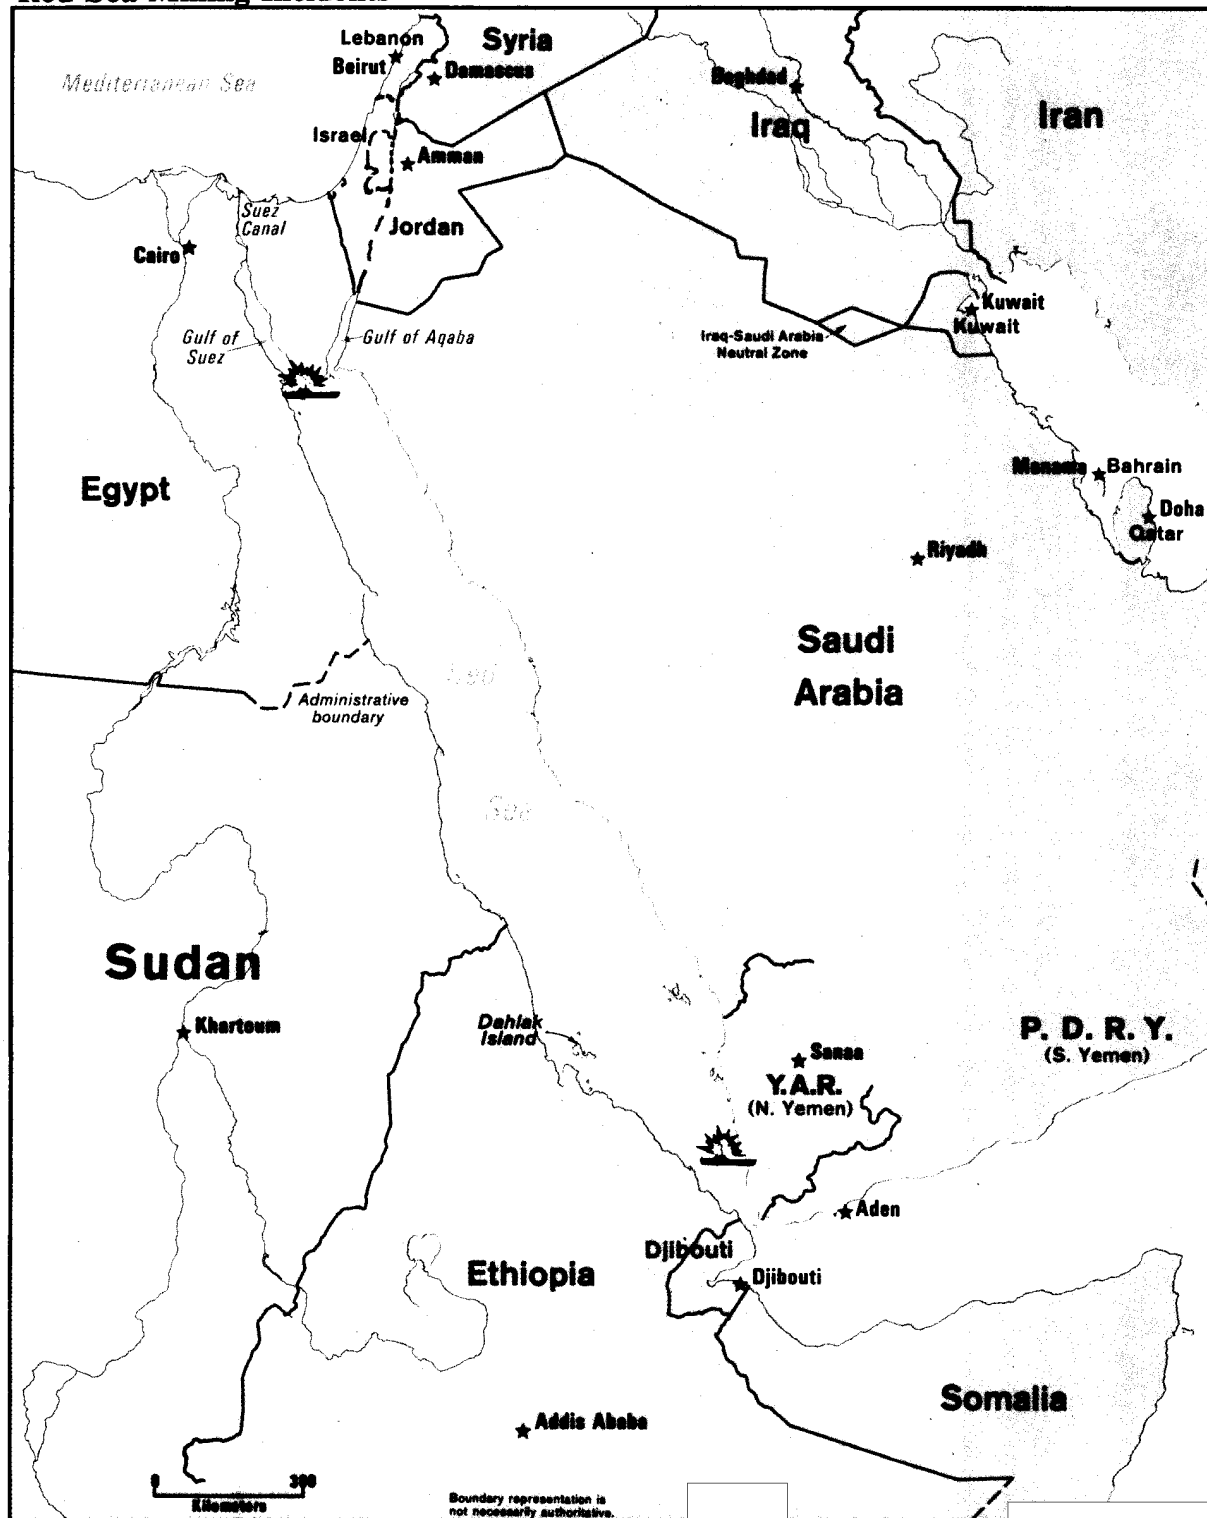 Red Sea Mining Incidents
Lebanon
Syria
Beirut
Damascus
Mediterranean Sea
Baghdad
Iraq
Iran
Israel
Amman
Suez
Canal
Jordan
Cairo
Kuwait
Kuwait
Gulf of
Suez
Gulf of Aqaba
Iraq-Saudi Arabia
Neutral Zone
Egypt
Manama
Bahrain
Doha
Qatar
Riyadh
Saudi
Arabia
Red
Administrative
boundary
Sea
Sudan
Khartoum
Dahlak
Island
P. D. R. Y.
(S. Yemen)
Sanaa
Y.A.R.
(N. Yemen)
Aden
Djibouti
Djibouti
Ethiopia
Somalia
Addis Ababa
0 300
Kilometers
Boundary representation is
not necessarily authoritative.